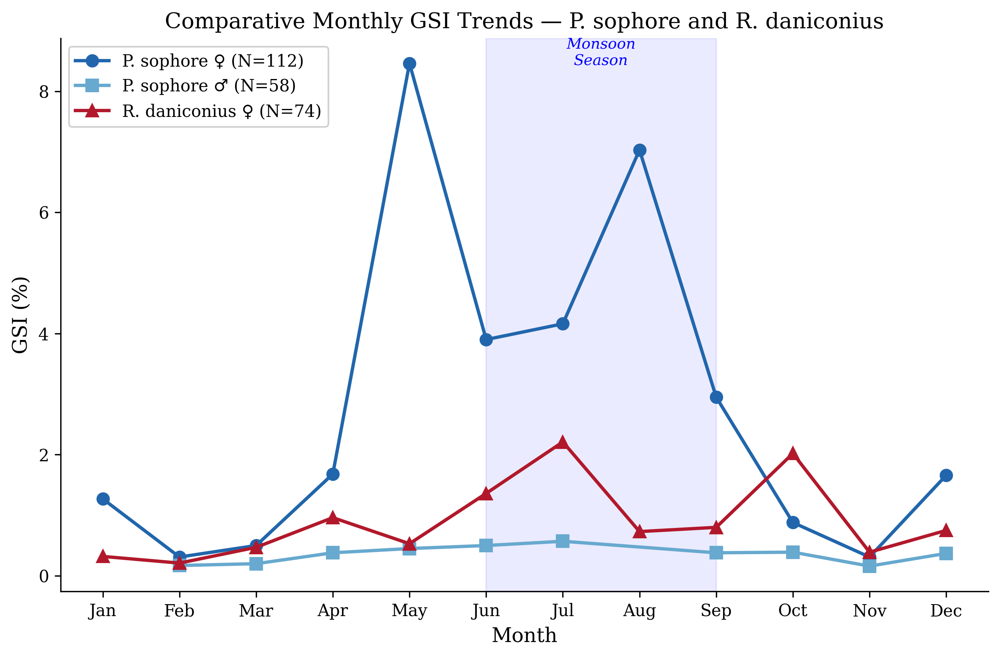 Comparative Monthly GSI Trends — P. sophore and R. daniconius
Monsoon
Season
P. sophore ♀ (N=112)
P. sophore ♂ (N=58)
R. daniconius ♀ (N=74)
GSI (%)
8
6
4
2
0
Jan Feb Mar Apr May Jun Jul Aug Sep Oct Nov Dec
Month